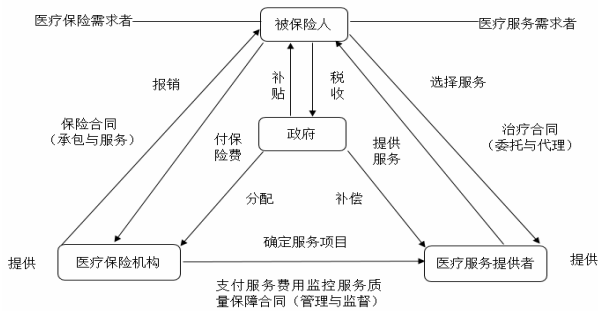 医疗保险需求者
被保险人
医疗服务需求者
报销
补
贴
税
收
选择服务
保险合同
（承包与服务）
付保
险费
政府
提供
服务
治疗合同
（委托与代理）
分配
补偿
确定服务项目
提供
医疗保险机构
医疗服务提供者
提供
支付服务费用监控服务质
量保障合同（管理与监督）